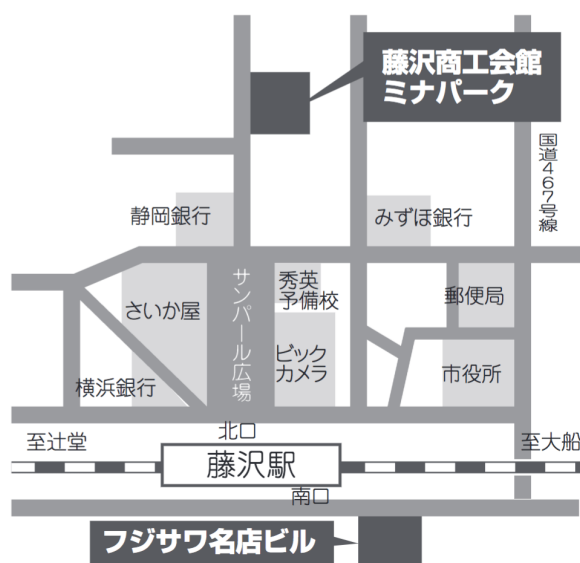 藤沢商工会館
ミナパーク
国道467号線
静岡銀行
みずほ銀行
サンパール広場
秀英
予備校
郵便局
さいか屋
ビック
カメラ
市役所
横浜銀行
北口
至辻堂
至大船
藤沢駅
南口
フジサワ名店ビル